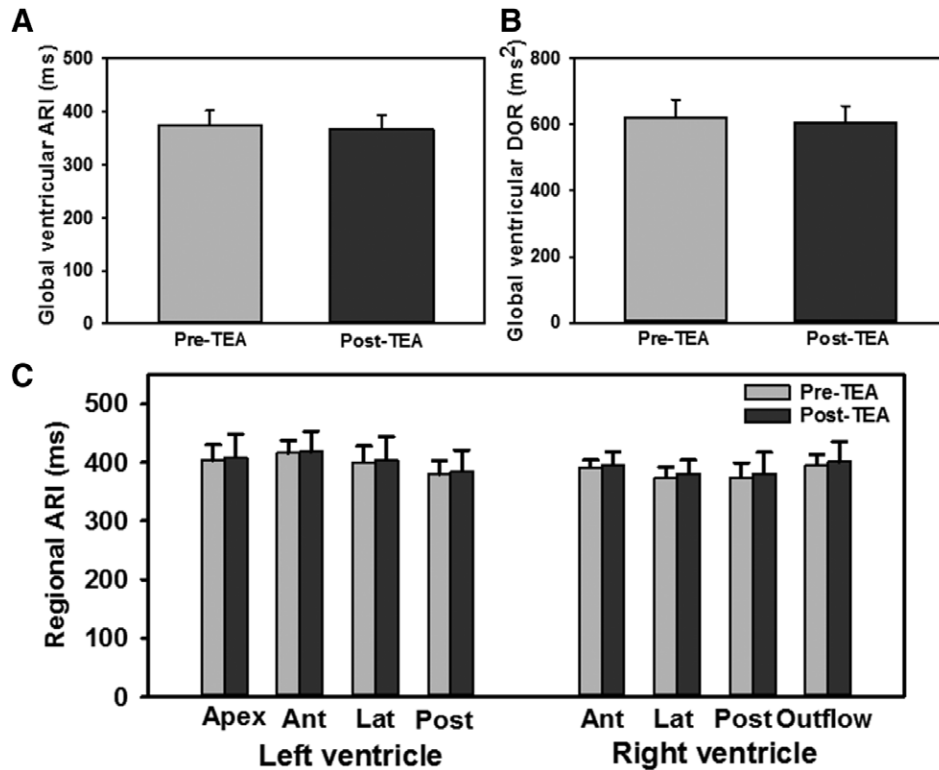 A
Global ventricular ARI (ms)
500
400
300
200
100
0
Pre-TEA Post-TEA
B
Global ventricular DOR (ms²)
800
600
400
200
0
Pre-TEA Post-TEA
C
Regional ARI (ms)
500
400
300
200
100
0
Pre-TEA
Post-TEA
Apex Ant Lat Post Ant Lat Post Outflow
Left ventricle Right ventricle